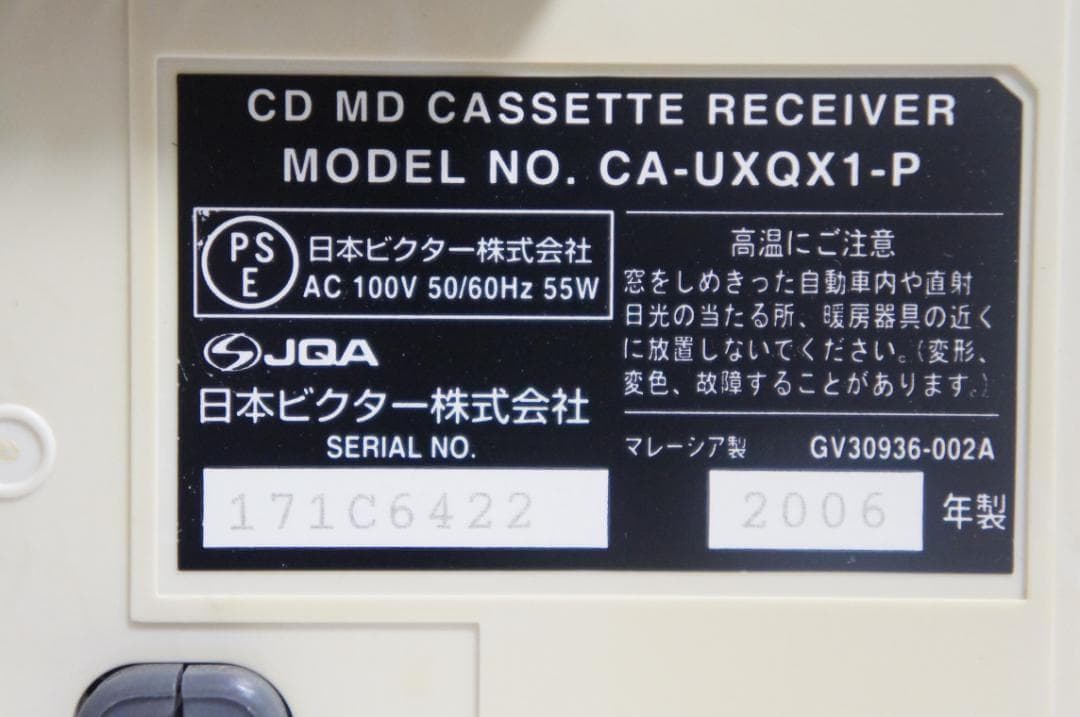 CD MD CASSETTE RECEIVER
MODEL NO. CA-UXQX1-P
PS
E
日本ビクター株式会社
AC 100V 50/60Hz 55W
JQA
日本ビクター株式会社
SERIAL NO.
171C6422
高温にご注意
窓をしめきった自動車内や直射
日光の当たる所、暖房器具の近く
に放置しないでください。(変形、
変色、故障することがあります。)
マレーシア製 GV30936-002A
2006 年製